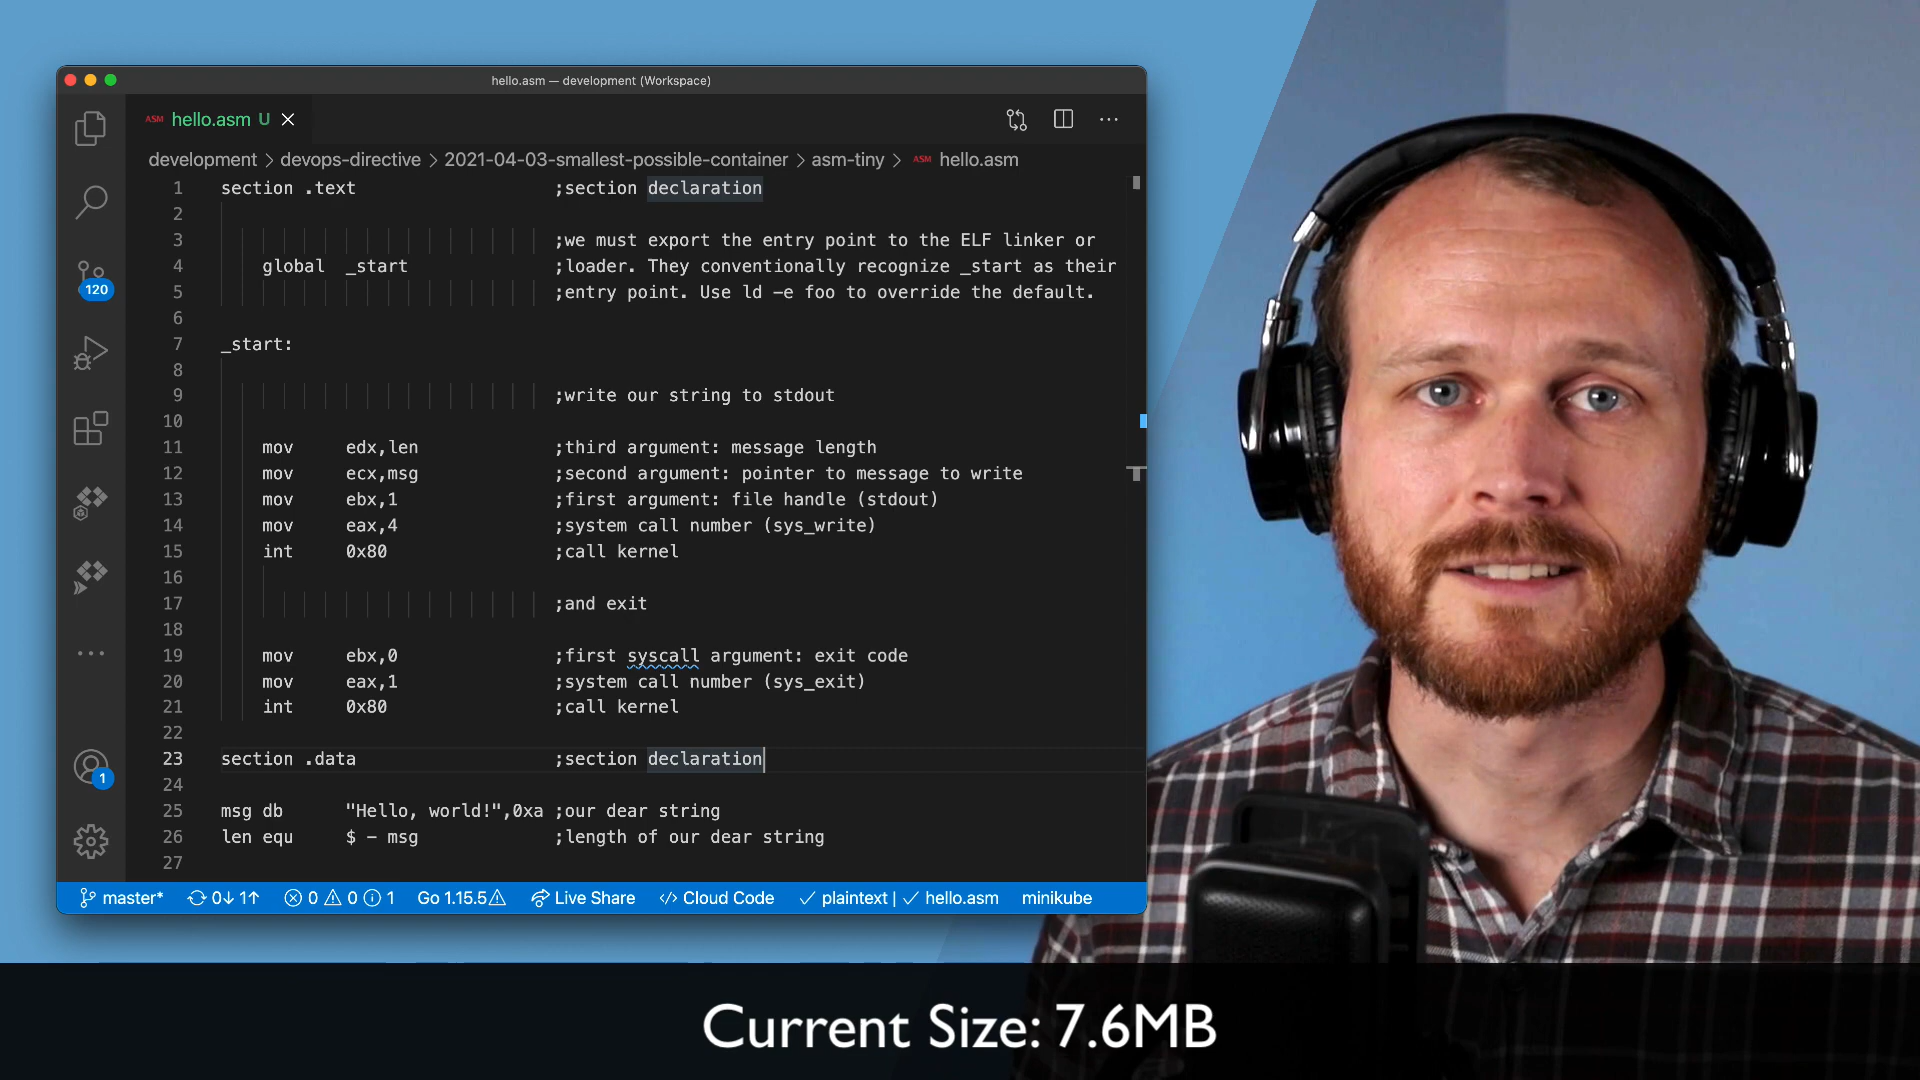 hello.asm — development (Workspace)
ASM hello.asm U
development > devops-directive > 2021-04-03-smallest-possible-container > asm-tiny > ASM hello.asm
1 section .text ;section declaration
2
3 ;we must export the entry point to the ELF linker or
4 global _start ;loader. They conventionally recognize _start as their
5 ;entry point. Use ld -e foo to override the default.
6
7 _start:
8
9 ;write our string to stdout
10
11 mov edx,len ;third argument: message length
12 mov ecx,msg ;second argument: pointer to message to write
13 mov ebx,1 ;first argument: file handle (stdout)
14 mov eax,4 ;system call number (sys_write)
15 int 0x80 ;call kernel
16
17 ;and exit
18
19 mov ebx,0 ;first syscall argument: exit code
20 mov eax,1 ;system call number (sys_exit)
21 int 0x80 ;call kernel
22
23 section .data ;section declaration
24
25 msg db "Hello, world!",0xa ;our dear string
26 len equ $ - msg ;length of our dear string
27
120
1
master* 0↓ 1↑ 0 0 1 Go 1.15.5 Live Share Cloud Code plaintext | hello.asm minikube
Current Size: 7.6MB